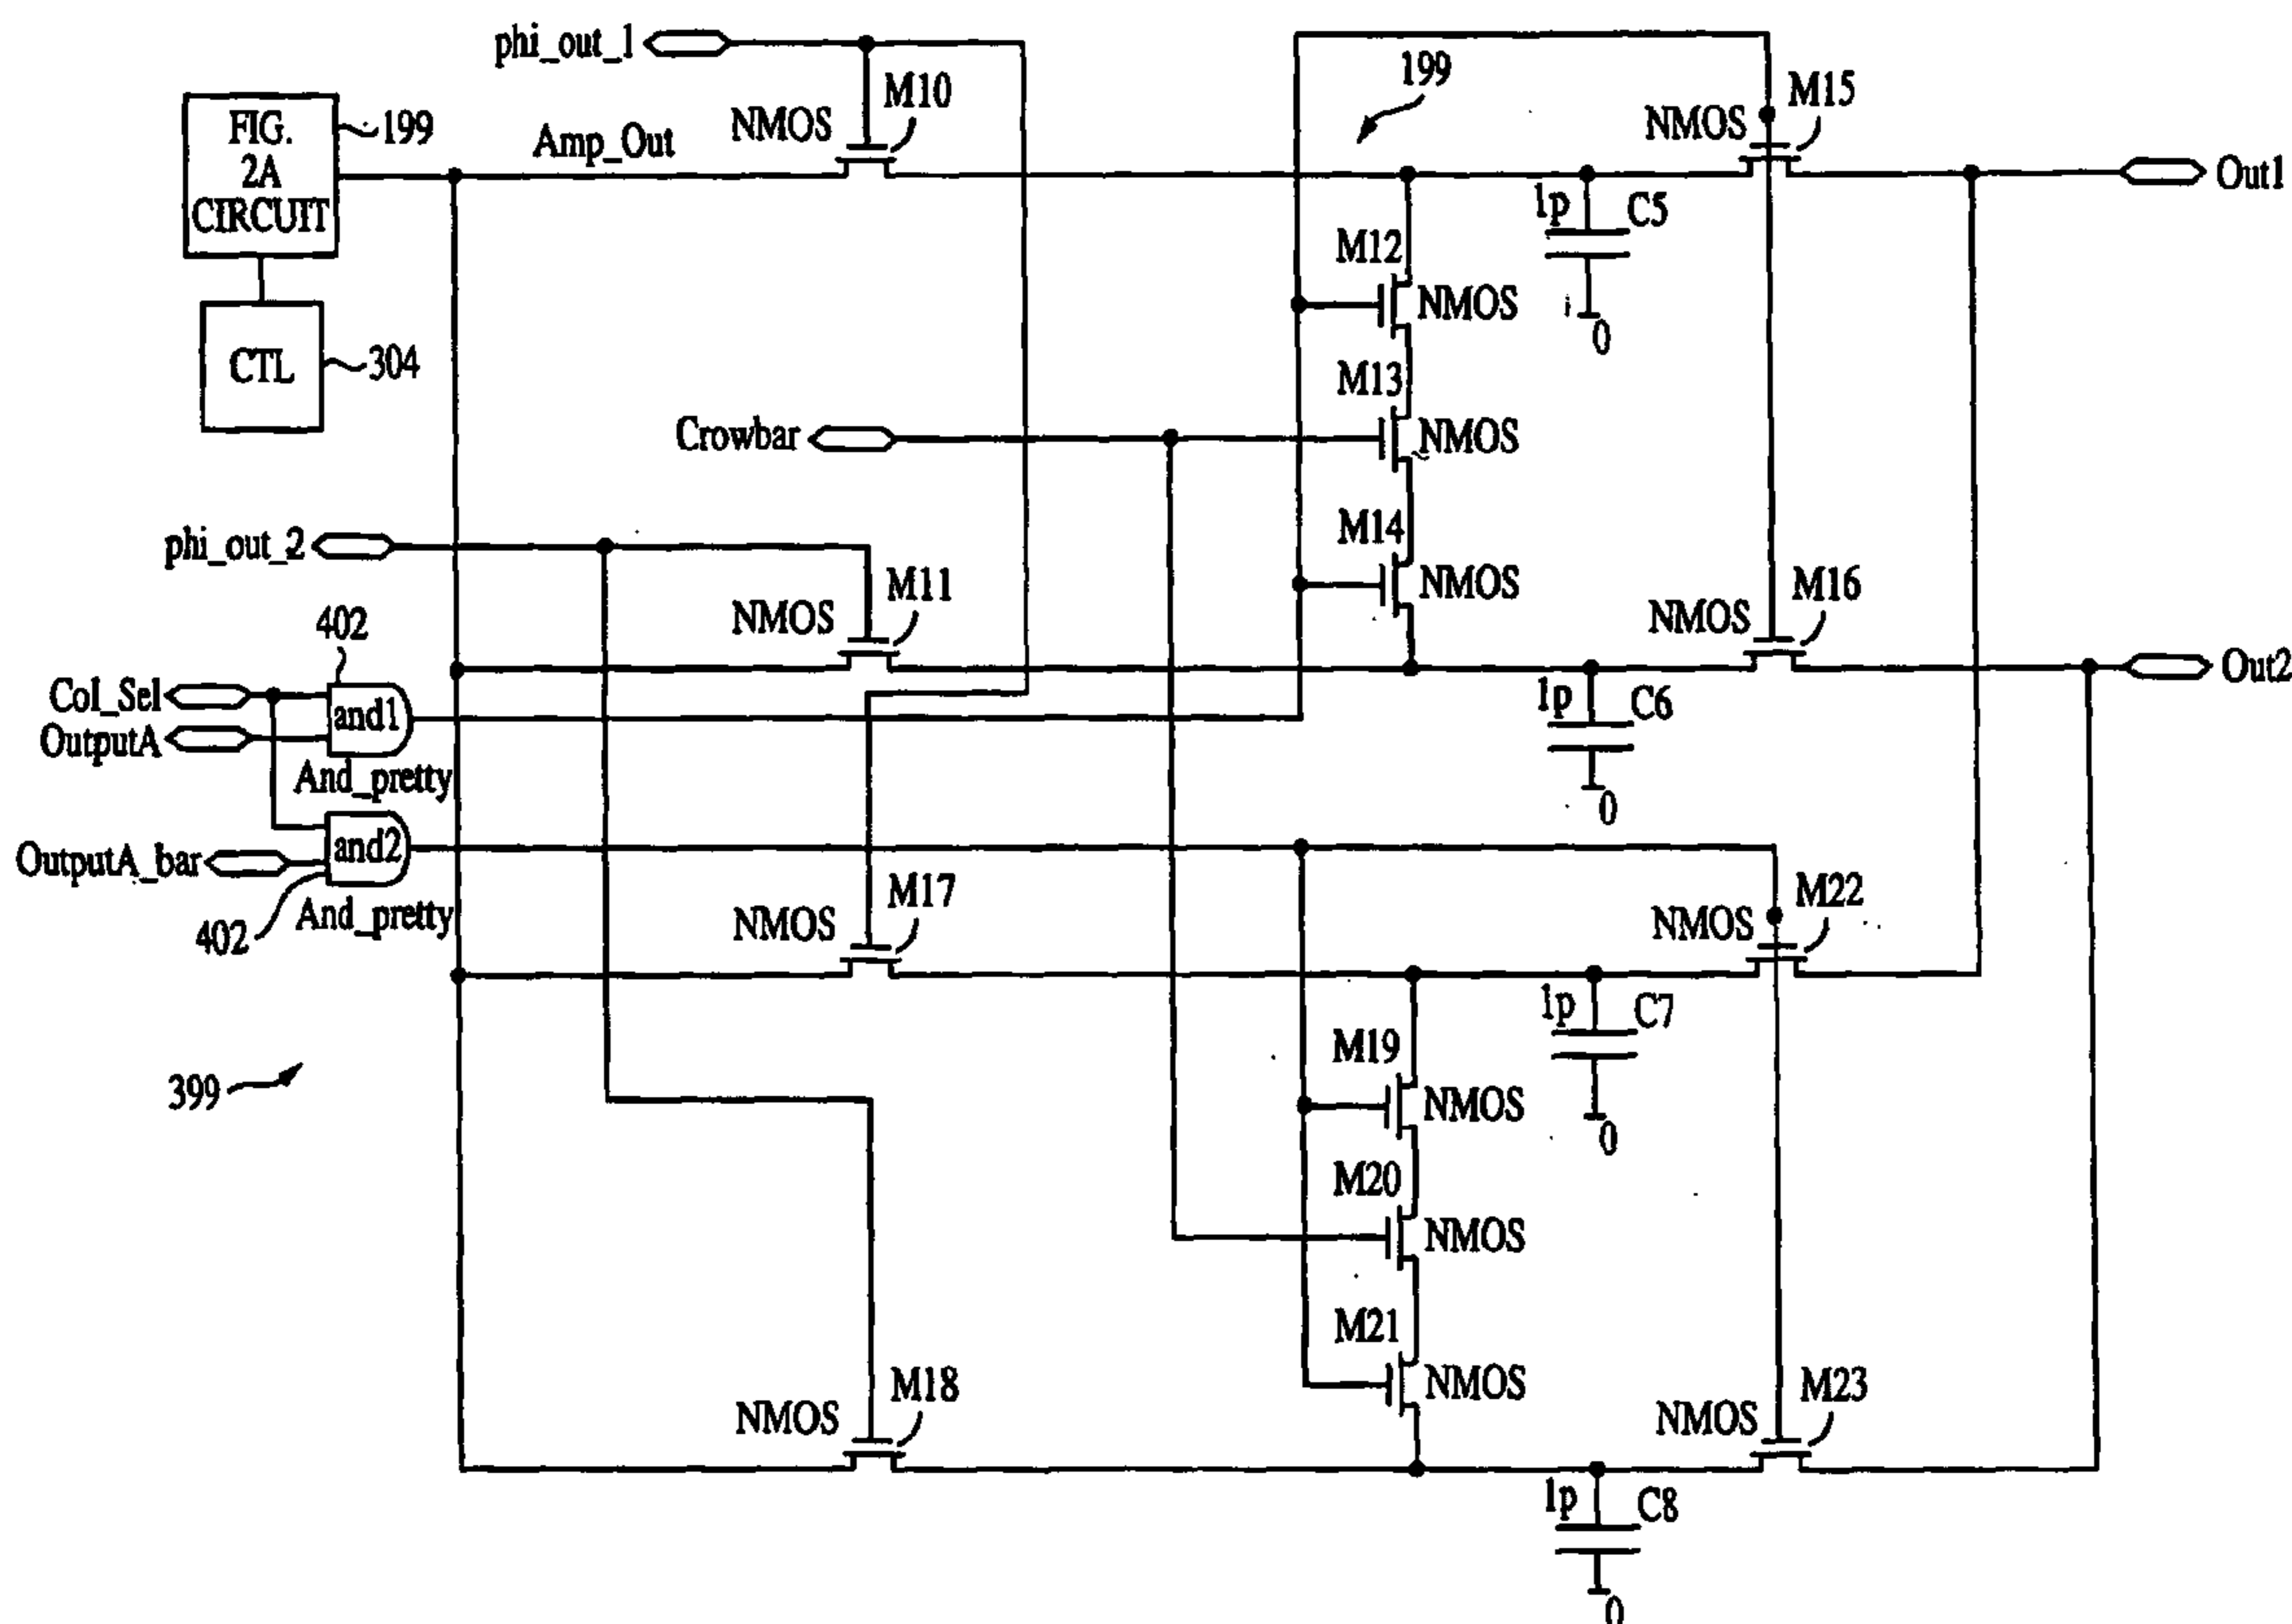 phi_out_1
M10
199
M15
FIG.
2A
CIRCUIT
199
Amp_Out
NMOS
NMOS
Out1
1p
C5
M12
NMOS
0
CTL
304
M13
Crowbar
NMOS
phi_out_2
M14
M11
NMOS
M16
NMOS
NMOS
402
Out2
Col_Sel
and1
1p
C6
OutputA
And_pretty
0
OutputA_bar
and2
402
And_pretty
M17
NMOS
M22
NMOS
1p
C7
M19
NMOS
399
0
M20
NMOS
M21
NMOS
M18
NMOS
M23
NMOS
1p
C8
0